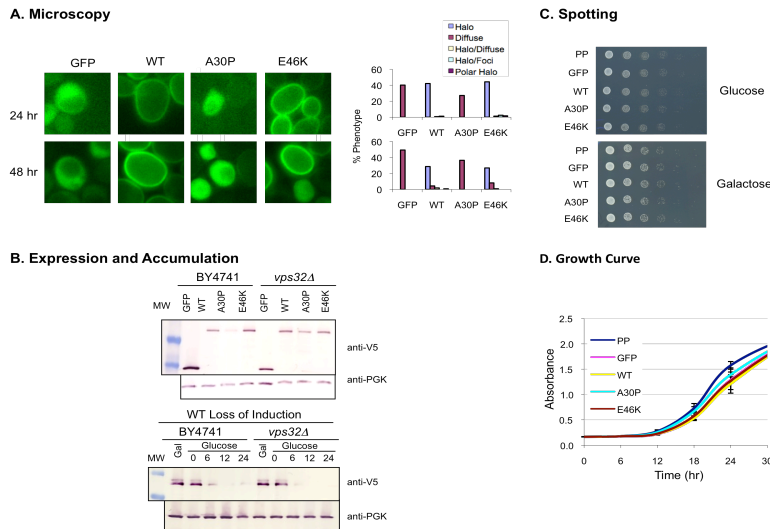 A. Microscopy
GFP WT A30P E46K
24 hr
48 hr
Halo
Diffuse
Halo/Diffuse
Halo/Foci
Polar Halo
% Phenotype
60
40
20
0
GFP WT A30P E46K
60
40
20
0
GFP WT A30P E46K
B. Expression and Accumulation
BY4741 vps32Δ
MW GFP WT A30P E46K GFP WT A30P E46K
anti-V5
anti-PGK
WT Loss of Induction
BY4741 vps32Δ
Gal Glucose Gal Glucose
MW 0 6 12 24 0 6 12 24
anti-V5
anti-PGK
C. Spotting
PP
GFP
WT
A30P
E46K
Glucose
PP
GFP
WT
A30P
E46K
Galactose
D. Growth Curve
Absorbance
2.5
2.0
1.5
1.0
0.5
0.0
PP
GFP
WT
A30P
E46K
0 6 12 18 24 30
Time (hr)